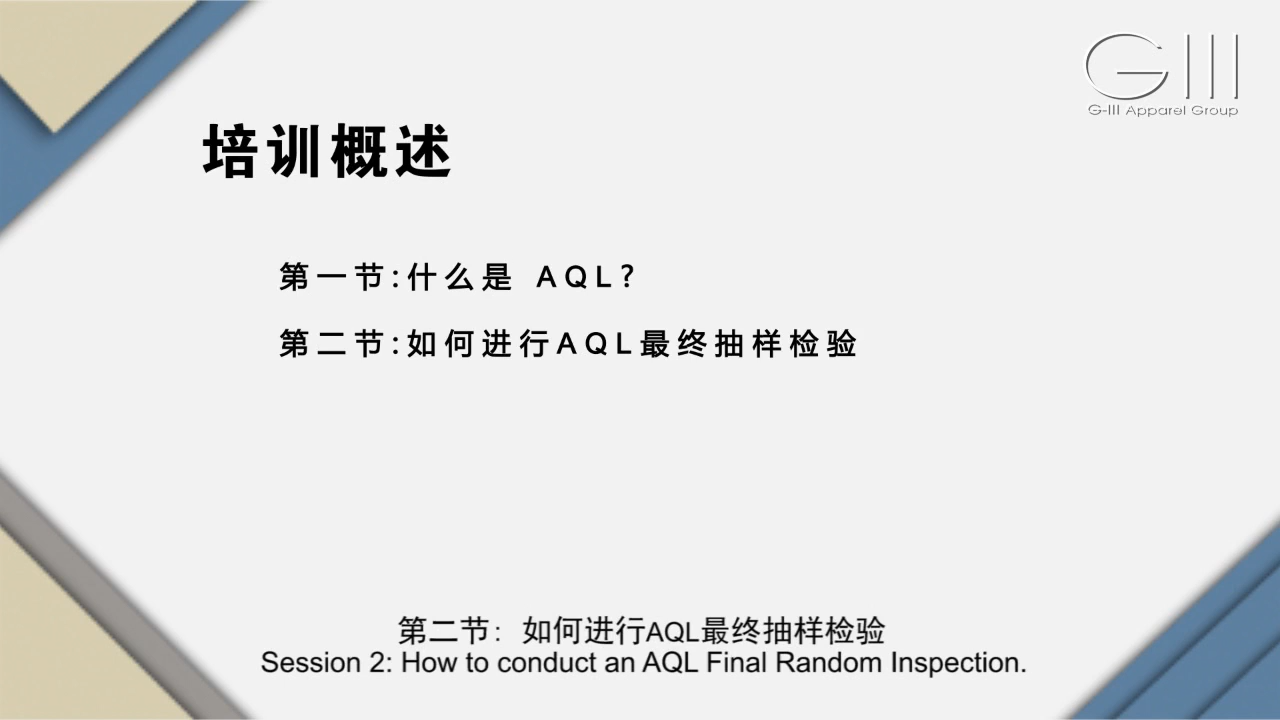 GIII
G-III Apparel Group
培训概述
第一节:什么是 AQL?
第二节:如何进行AQL最终抽样检验
第二节：如何进行AQL最终抽样检验
Session 2: How to conduct an AQL Final Random Inspection.